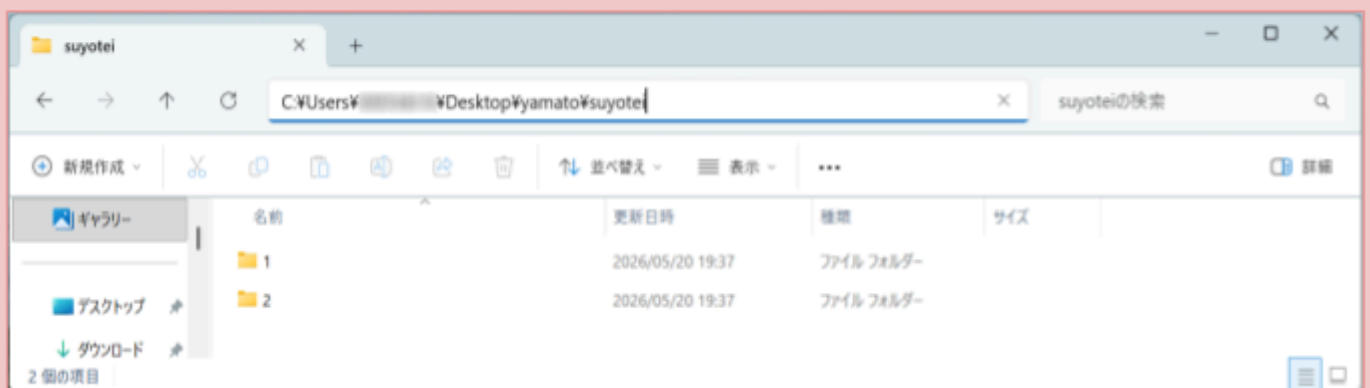 suyotei
C:¥Users¥ ¥Desktop¥yamato¥suyotei
suyoteiの検索
新規作成
並べ替え
表示
詳細
ギャラリー
名前
更新日時
種類
サイズ
1
2026/05/20 19:37
ファイル フォルダー
2
2026/05/20 19:37
ファイル フォルダー
デスクトップ
ダウンロード
2 個の項目